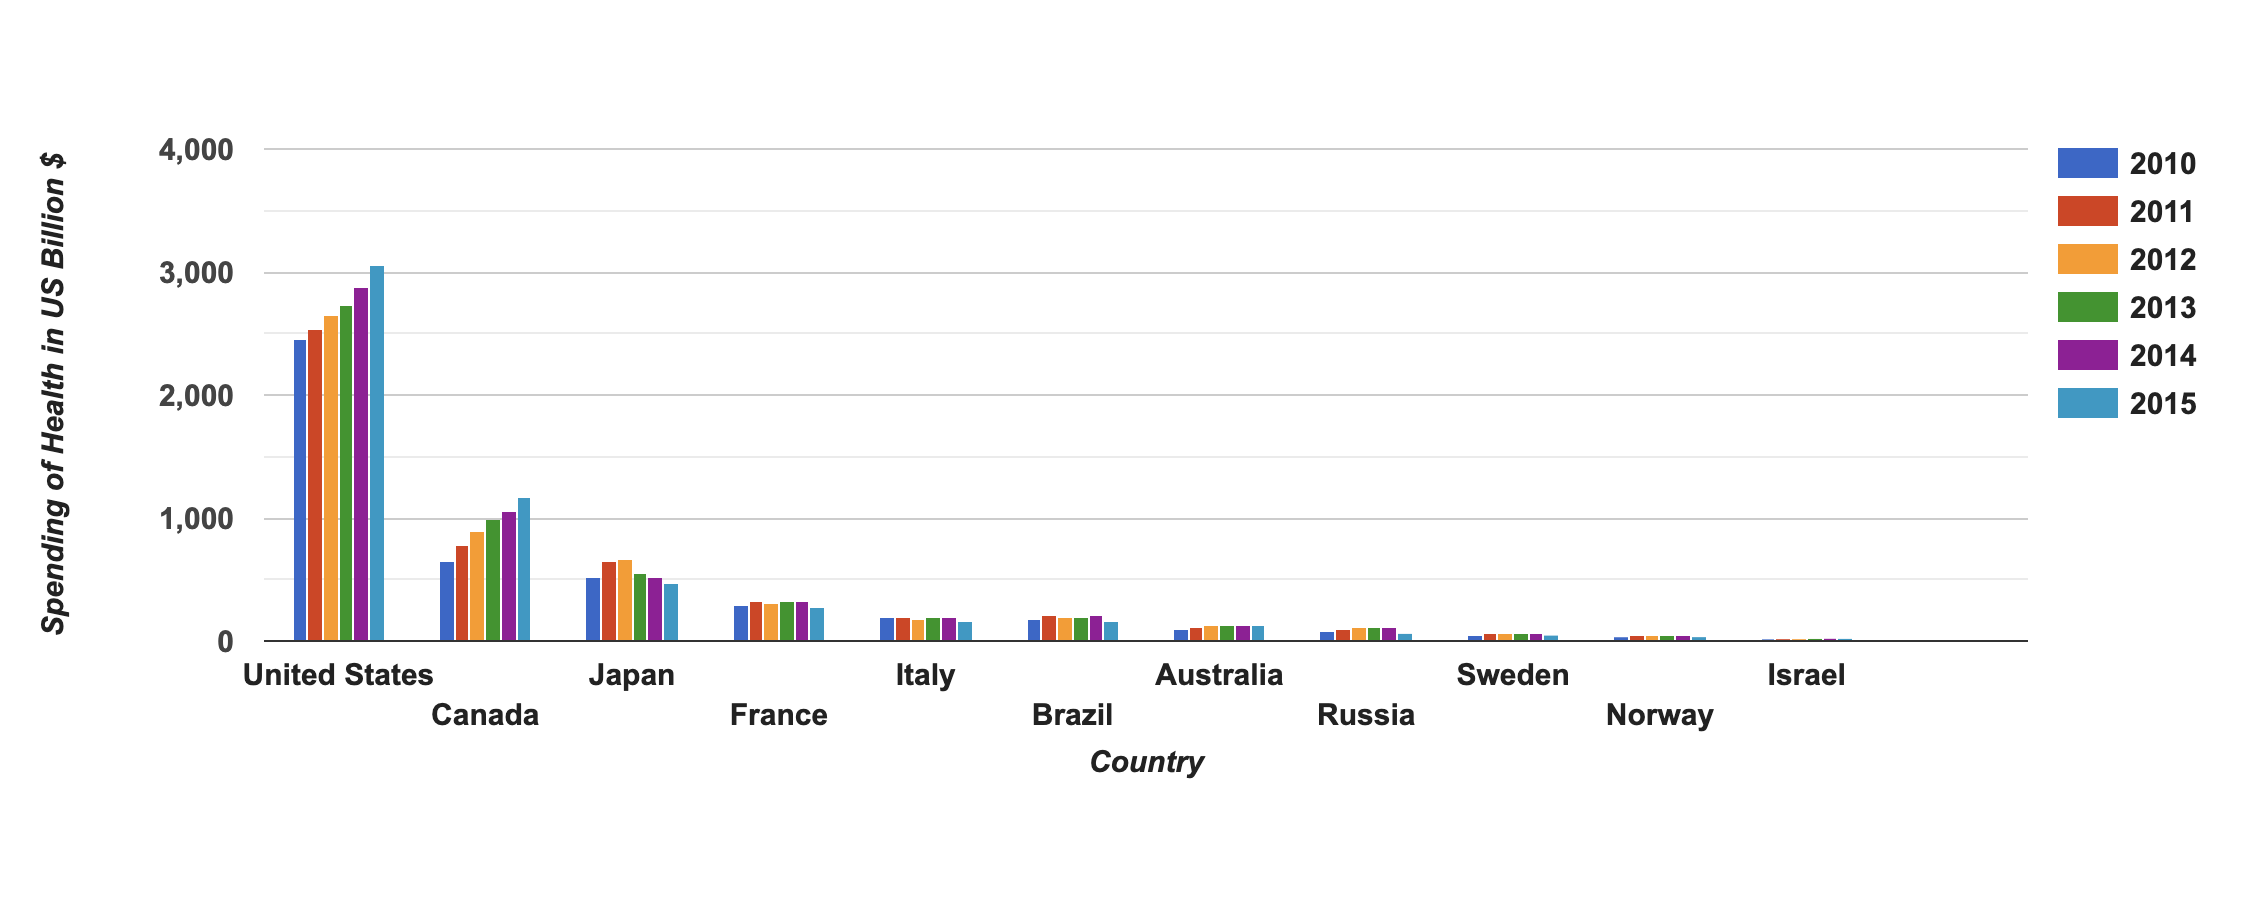 Spending of Health in US Billion $
4,000
3,000
2,000
1,000
0
United States
Canada
Japan
France
Italy
Brazil
Australia
Russia
Sweden
Norway
Israel
Country
2010
2011
2012
2013
2014
2015